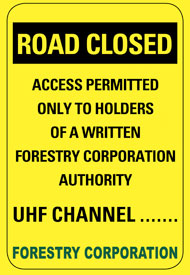 ROAD CLOSED
ACCESS PERMITTED
ONLY TO HOLDERS
OF A WRITTEN
FORESTRY CORPORATION
AUTHORITY
UHF CHANNEL .......
FORESTRY CORPORATION